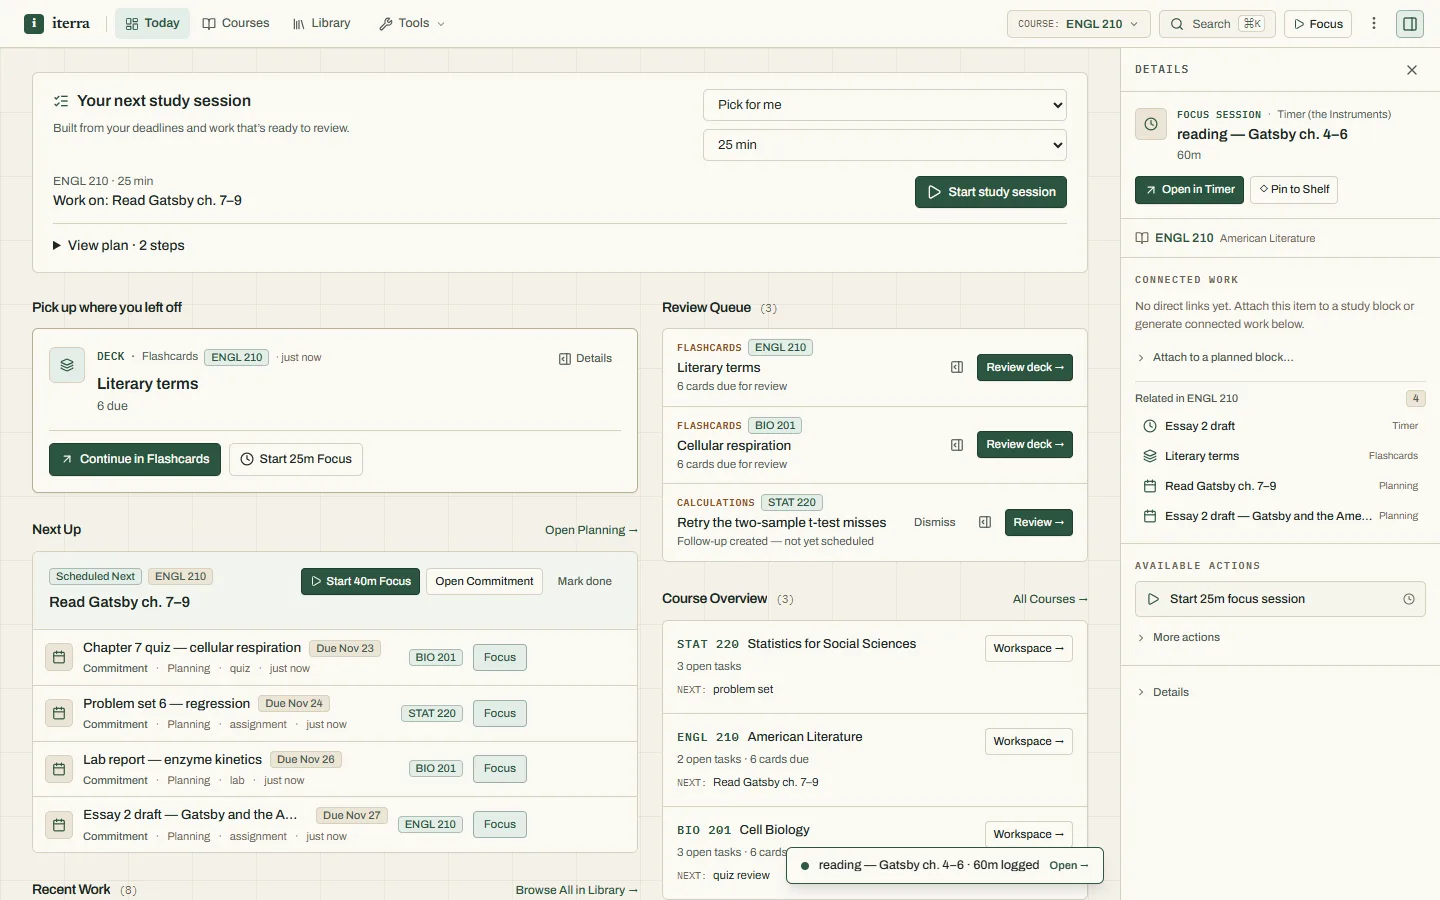 i iterra Today Courses Library Tools COURSE: ENGL 210 Search ⌘K Focus
Your next study session
Built from your deadlines and work that's ready to review.
Pick for me
25 min
ENGL 210 · 25 min
Work on: Read Gatsby ch. 7–9
Start study session
View plan · 2 steps
Pick up where you left off
DECK · Flashcards ENGL 210 · just now
Details
Literary terms
6 due
Continue in Flashcards Start 25m Focus
Next Up Open Planning →
Scheduled Next ENGL 210
Start 40m Focus Open Commitment Mark done
Read Gatsby ch. 7–9
Chapter 7 quiz — cellular respiration Due Nov 23
Commitment · Planning · quiz · just now
BIO 201 Focus
Problem set 6 — regression Due Nov 24
Commitment · Planning · assignment · just now
STAT 220 Focus
Lab report — enzyme kinetics Due Nov 26
Commitment · Planning · lab · just now
BIO 201 Focus
Essay 2 draft — Gatsby and the A... Due Nov 27
Commitment · Planning · assignment · just now
ENGL 210 Focus
Recent Work (8) Browse All in Library →
Review Queue (3)
FLASHCARDS ENGL 210
Literary terms
6 cards due for review
Review deck →
FLASHCARDS BIO 201
Cellular respiration
6 cards due for review
Review deck →
CALCULATIONS STAT 220
Retry the two-sample t-test misses
Follow-up created — not yet scheduled
Dismiss Review →
Course Overview (3) All Courses →
STAT 220 Statistics for Social Sciences
3 open tasks
NEXT: problem set
Workspace →
ENGL 210 American Literature
2 open tasks · 6 cards due
NEXT: Read Gatsby ch. 7–9
Workspace →
BIO 201 Cell Biology
3 open tasks · 6 cards
NEXT: quiz review
Workspace →
reading — Gatsby ch. 4–6 · 60m logged Open →
DETAILS
FOCUS SESSION · Timer (the Instruments)
reading — Gatsby ch. 4–6
60m
Open in Timer Pin to Shelf
ENGL 210 American Literature
CONNECTED WORK
No direct links yet. Attach this item to a study block or
generate connected work below.
Attach to a planned block…
Related in ENGL 210 4
Essay 2 draft Timer
Literary terms Flashcards
Read Gatsby ch. 7–9 Planning
Essay 2 draft — Gatsby and the Ame... Planning
AVAILABLE ACTIONS
Start 25m focus session
More actions
Details